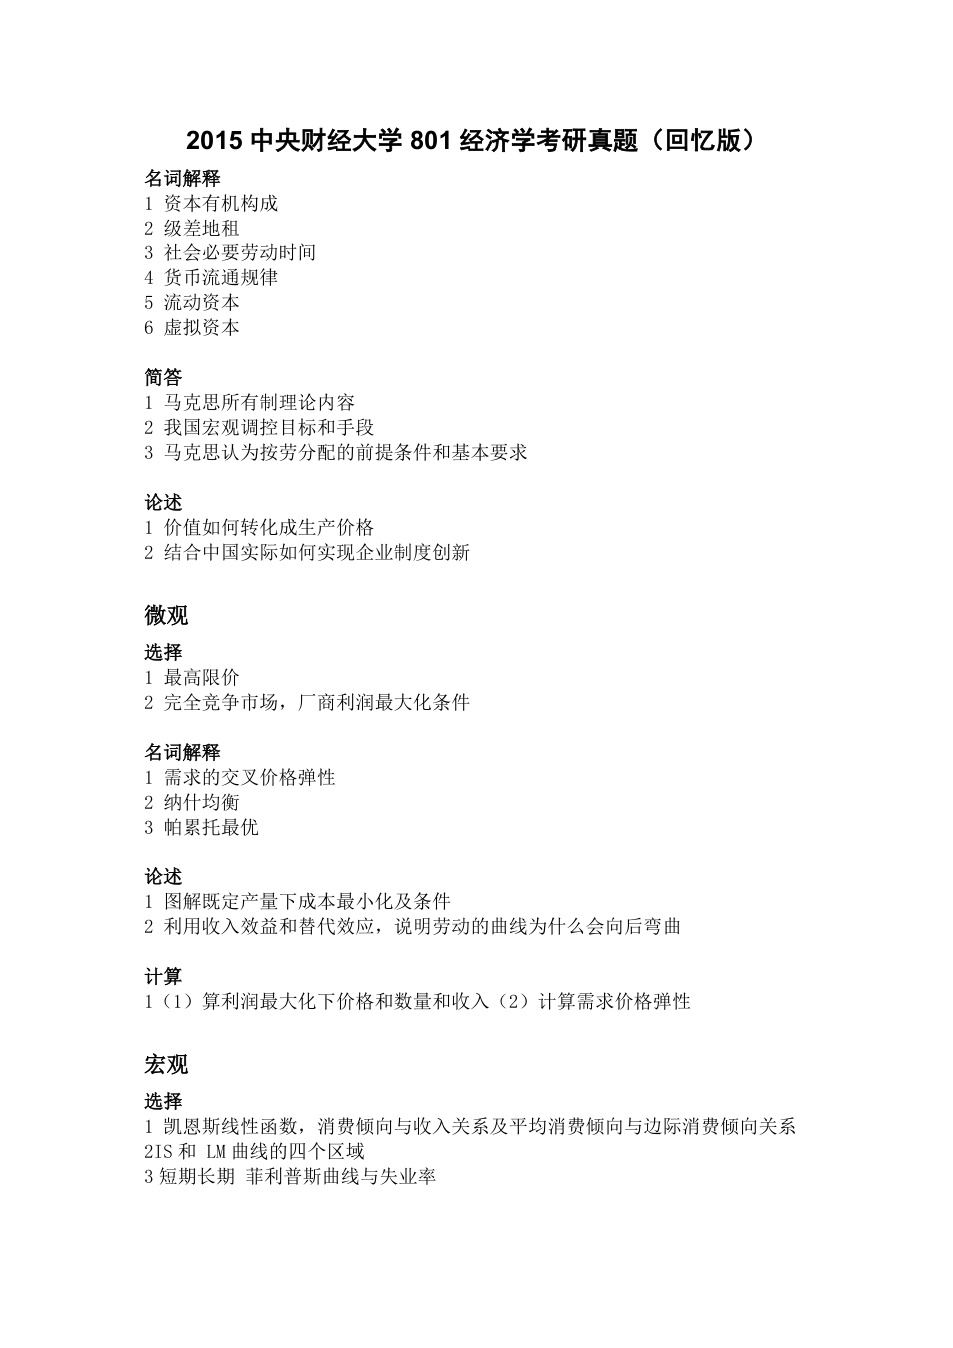 2015 中央财经大学 801 经济学考研真题（回忆版）
名词解释
1 资本有机构成
2 级差地租
3 社会必要劳动时间
4 货币流通规律
5 流动资本
6 虚拟资本
简答
1 马克思所有制理论内容
2 我国宏观调控目标和手段
3 马克思认为按劳分配的前提条件和基本要求
论述
1 价值如何转化成生产价格
2 结合中国实际如何实现企业制度创新
微观
选择
1 最高限价
2 完全竞争市场，厂商利润最大化条件
名词解释
1 需求的交叉价格弹性
2 纳什均衡
3 帕累托最优
论述
1 图解既定产量下成本最小化及条件
2 利用收入效益和替代效应，说明劳动的曲线为什么会向后弯曲
计算
1（1）算利润最大化下价格和数量和收入（2）计算需求价格弹性
宏观
选择
1 凯恩斯线性函数，消费倾向与收入关系及平均消费倾向与边际消费倾向关系
2IS 和 LM 曲线的四个区域
3 短期长期 菲利普斯曲线与失业率